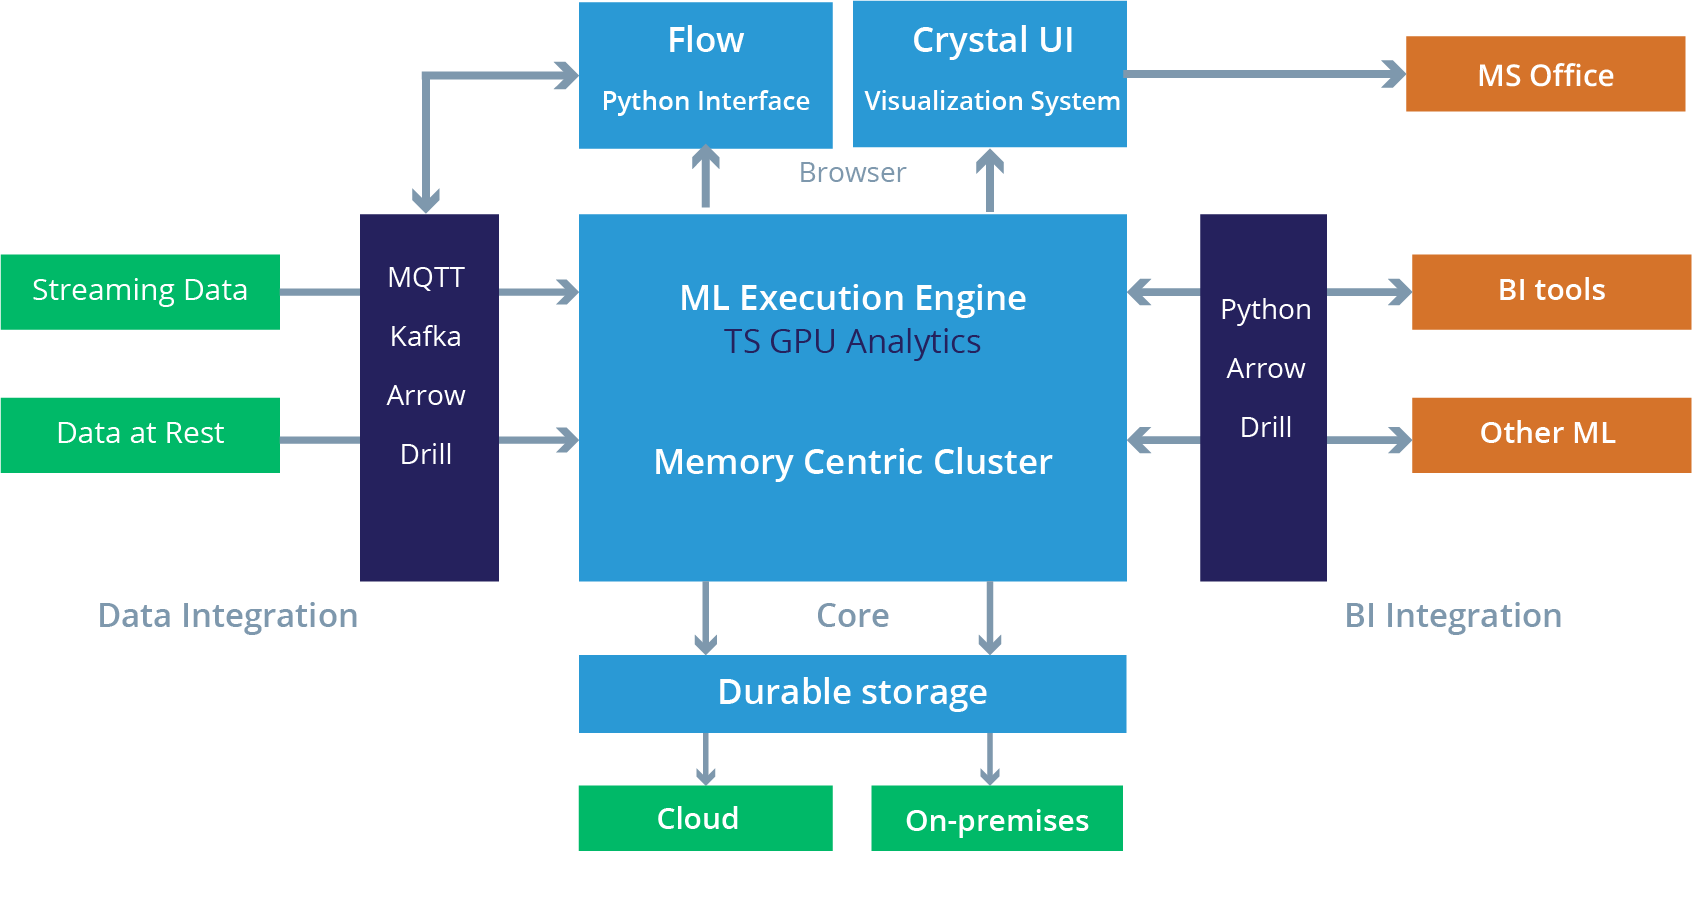 Flow
Python Interface
Crystal UI
Visualization System
MS Office
Browser
Streaming Data
Data at Rest
MQTT
Kafka
Arrow
Drill
ML Execution Engine
TS GPU Analytics
Memory Centric Cluster
Python
Arrow
Drill
BI tools
Other ML
Data Integration
Core
BI Integration
Durable storage
Cloud
On-premises